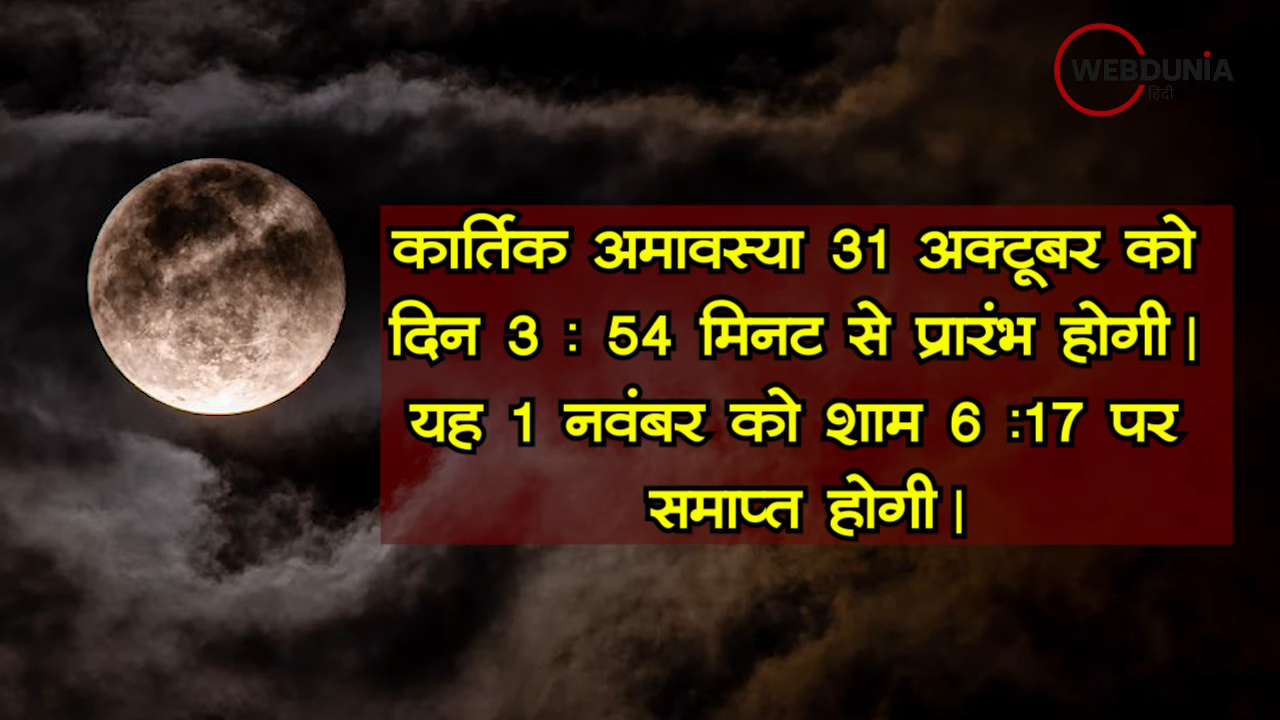 WEBDUNIA
हिंदी
कार्तिक अमावस्या 31 अक्टूबर को
दिन 3 : 54 मिनट से प्रारंभ होगी|
यह 1 नवंबर को शाम 6 :17 पर
समाप्त होगी|